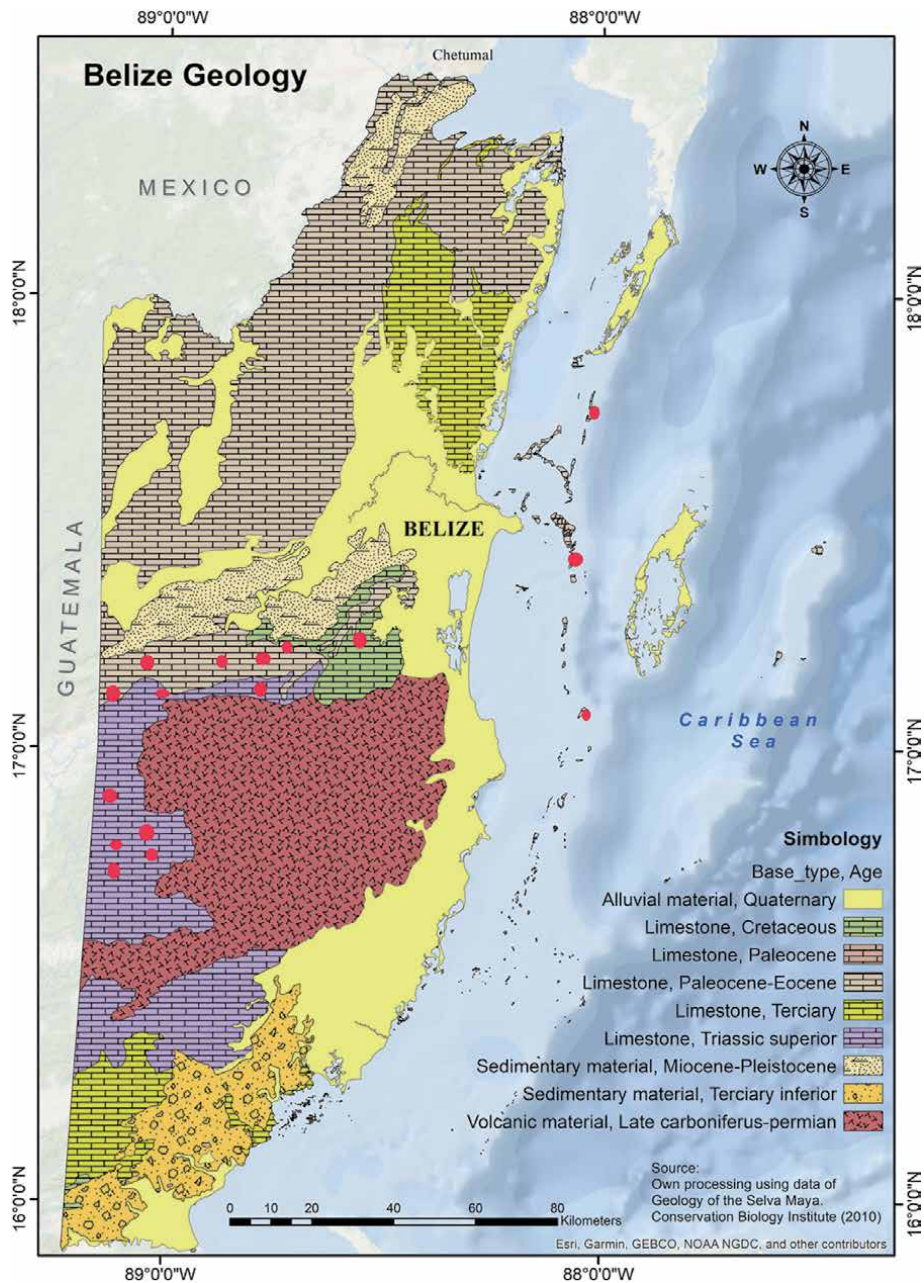 89°0'0"W
88°0'0"W
Chetumal
Belize Geology
N
W
E
S
MEXICO
18°0'0"N
18°0'0"N
BELIZE
GUATEMALA
Caribbean
Sea
17°0'0"N
17°0'0"N
Simbology
Base_type, Age
Alluvial material, Quaternary
Limestone, Cretaceous
Limestone, Paleocene
Limestone, Paleocene-Eocene
Limestone, Terciary
Limestone, Triassic superior
Sedimentary material, Miocene-Pleistocene
Sedimentary material, Terciary inferior
Volcanic material, Late carboniferus-permian
16°0'0"N
16°0'0"N
Source:
Own processing using data of
Geology of the Selva Maya.
Conservation Biology Institute (2010)
0 10 20 40 60 80
Kilometers
Esri, Garmin, GEBCO, NOAA NGDC, and other contributors
89°0'0"W
88°0'0"W